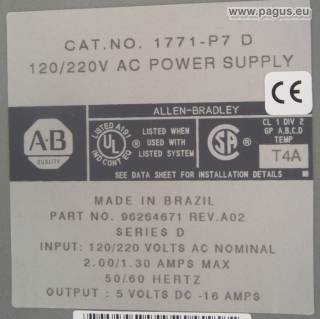 www.pagus.eu
CAT.NO. 1771-P7 D
120/220V AC POWER SUPPLY
CE
ALLEN-BRADLEY
A-B
QUALITY
LISTED A101
UL
IND CONT EQ
LISTED WHEN
USED WITH
LISTED SYSTEM
SA
CL 1 DIV 2
GP A,B,C,D
TEMP
T4A
SEE DATA SHEET FOR INSTALLATION DETAILS.
MADE IN BRAZIL
PART NO. 96264671 REV.A02
SERIES D
INPUT: 120/220 VOLTS AC NOMINAL
2.00/1.30 AMPS MAX
50/60 HERTZ
OUTPUT : 5 VOLTS DC -16 AMPS